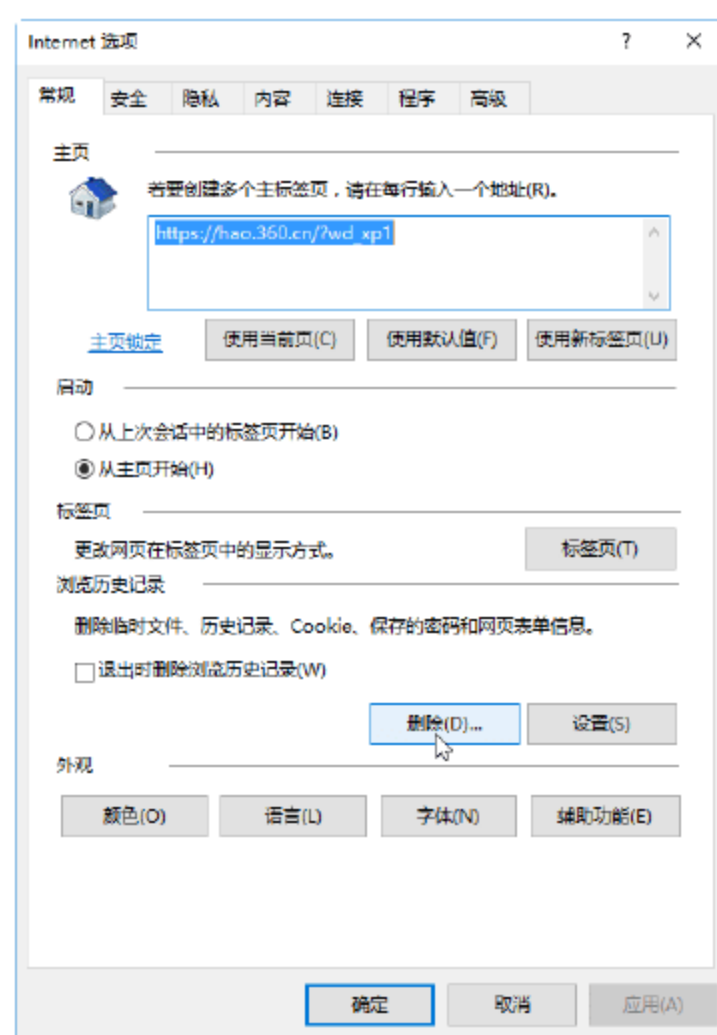 Internet 选项 ? ×
常规 安全 隐私 内容 连接 程序 高级
主页
若要创建多个主标签页，请在每行输入一个地址(R)。
https://hao.360.cn/?wd_xp1
主页锁定 使用当前页(C) 使用默认值(F) 使用新标签页(U)
启动
从上次会话中的标签页开始(B)
从主页开始(H)
标签页
更改网页在标签页中的显示方式。 标签页(T)
浏览历史记录
删除临时文件、历史记录、Cookie、保存的密码和网页表单信息。
退出时删除浏览历史记录(W)
删除(D)... 设置(S)
外观
颜色(O) 语言(L) 字体(N) 辅助功能(E)
确定 取消 应用(A)